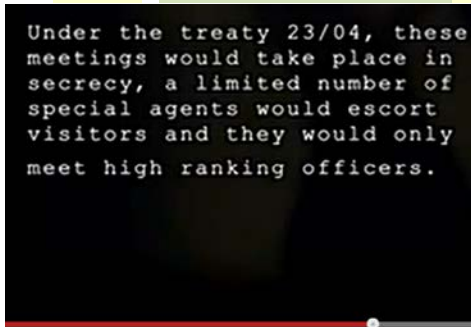 Under the treaty 23/04, these
meetings would take place in
secrecy, a limited number of
special agents would escort
visitors and they would only
meet high ranking officers.